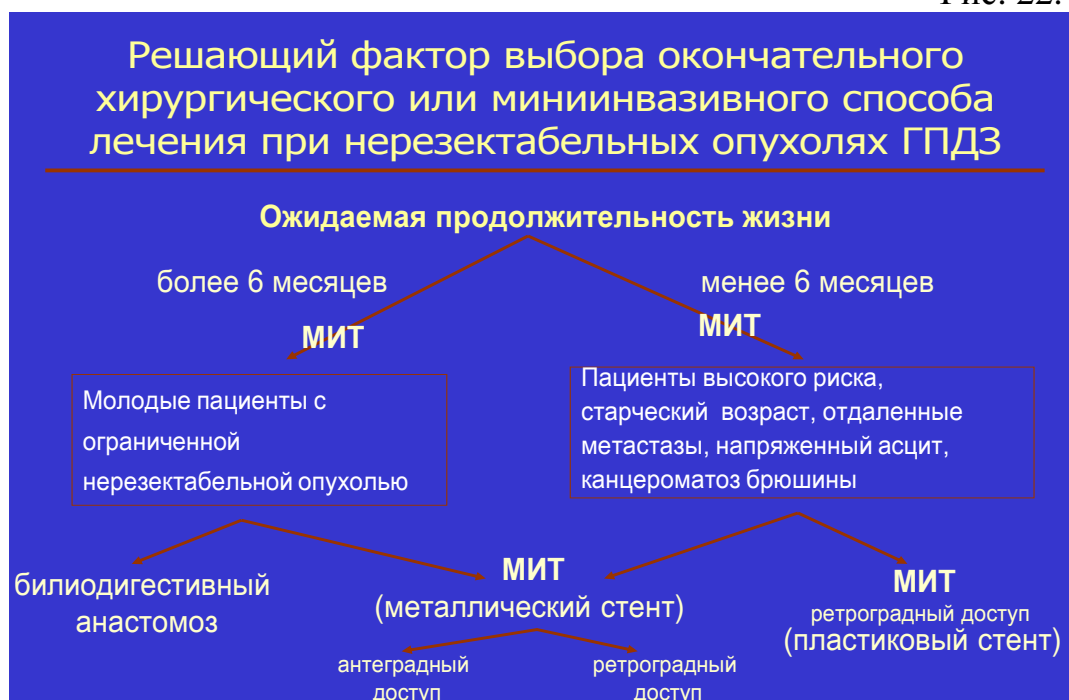 Рис. 22.
Решающий фактор выбора окончательного
хирургического или миниинвазивного способа
лечения при нерезектабельных опухолях ГПДЗ
Ожидаемая продолжительность жизни
более 6 месяцев
менее 6 месяцев
МИТ
МИТ
Молодые пациенты с
ограниченной
нерезектабельной опухолью
Пациенты высокого риска,
старческий возраст, отдаленные
метастазы, напряженный асцит,
канцероматоз брюшины
билиодигестивный
анастомоз
МИТ
(металлический стент)
МИТ
ретроградный доступ
(пластиковый стент)
антеградный
доступ
ретроградный
доступ